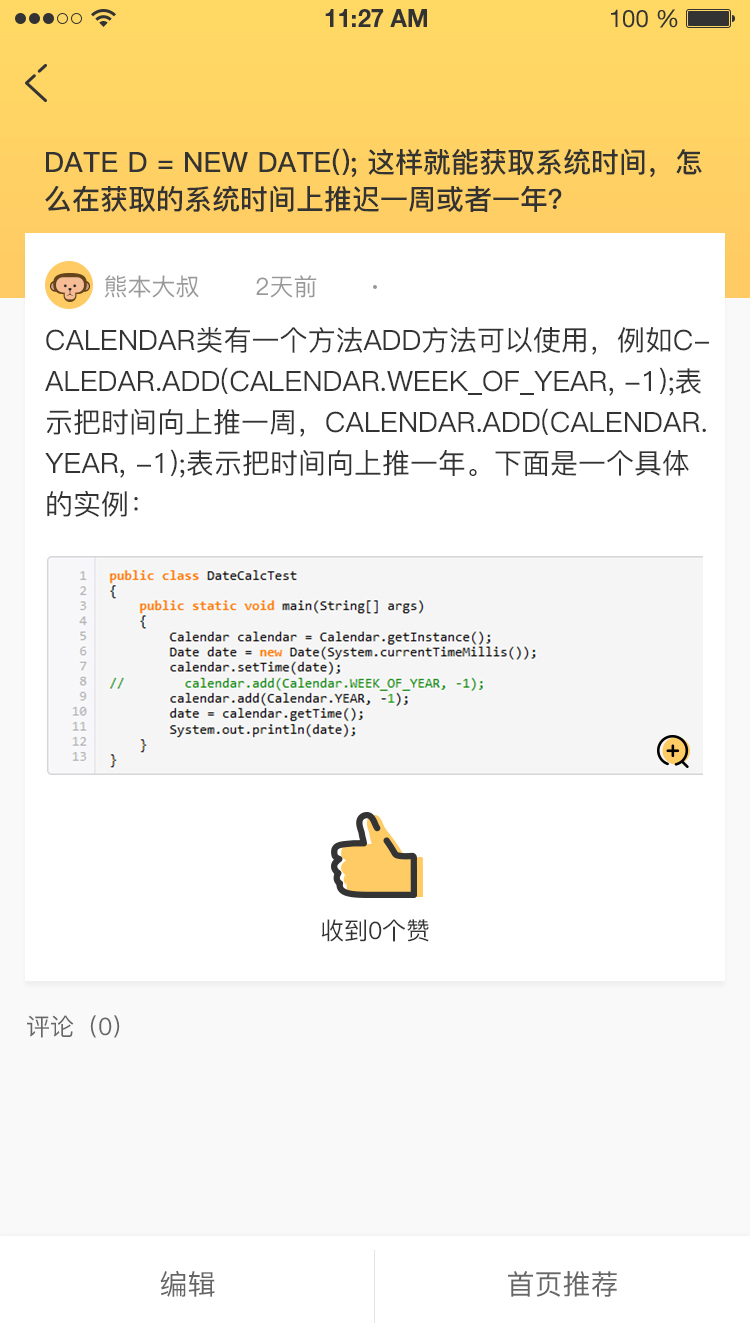 11:27 AM
100 %
DATE D = NEW DATE(); 这样就能获取系统时间，怎
么在获取的系统时间上推迟一周或者一年?
熊本大叔 2天前 ·
CALENDAR类有一个方法ADD方法可以使用，例如C-
ALEDAR.ADD(CALENDAR.WEEK_OF_YEAR, -1);表
示把时间向上推一周，CALENDAR.ADD(CALENDAR.
YEAR, -1);表示把时间向上推一年。下面是一个具体
的实例：
1 public class DateCalcTest
2 {
3 public static void main(String[] args)
4 {
5 Calendar calendar = Calendar.getInstance();
6 Date date = new Date(System.currentTimeMillis());
7 calendar.setTime(date);
8 // calendar.add(Calendar.WEEK_OF_YEAR, -1);
9 calendar.add(Calendar.YEAR, -1);
10 date = calendar.getTime();
11 System.out.println(date);
12 }
13 }
收到0个赞
评论（0）
编辑
首页推荐